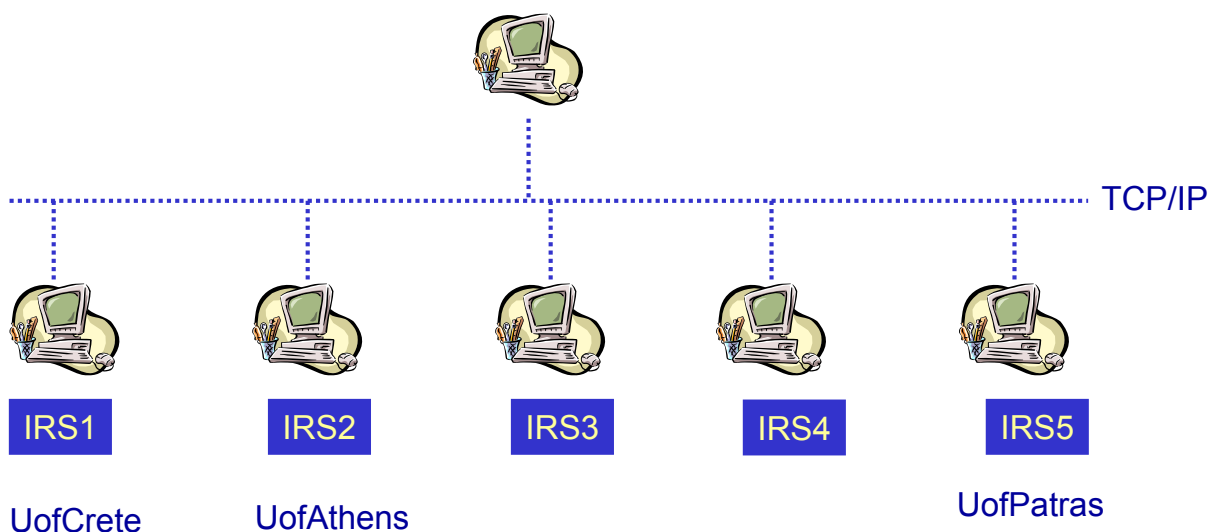 TCP/IP
IRS1
IRS2
IRS3
IRS4
IRS5
UofCrete
UofAthens
UofPatras